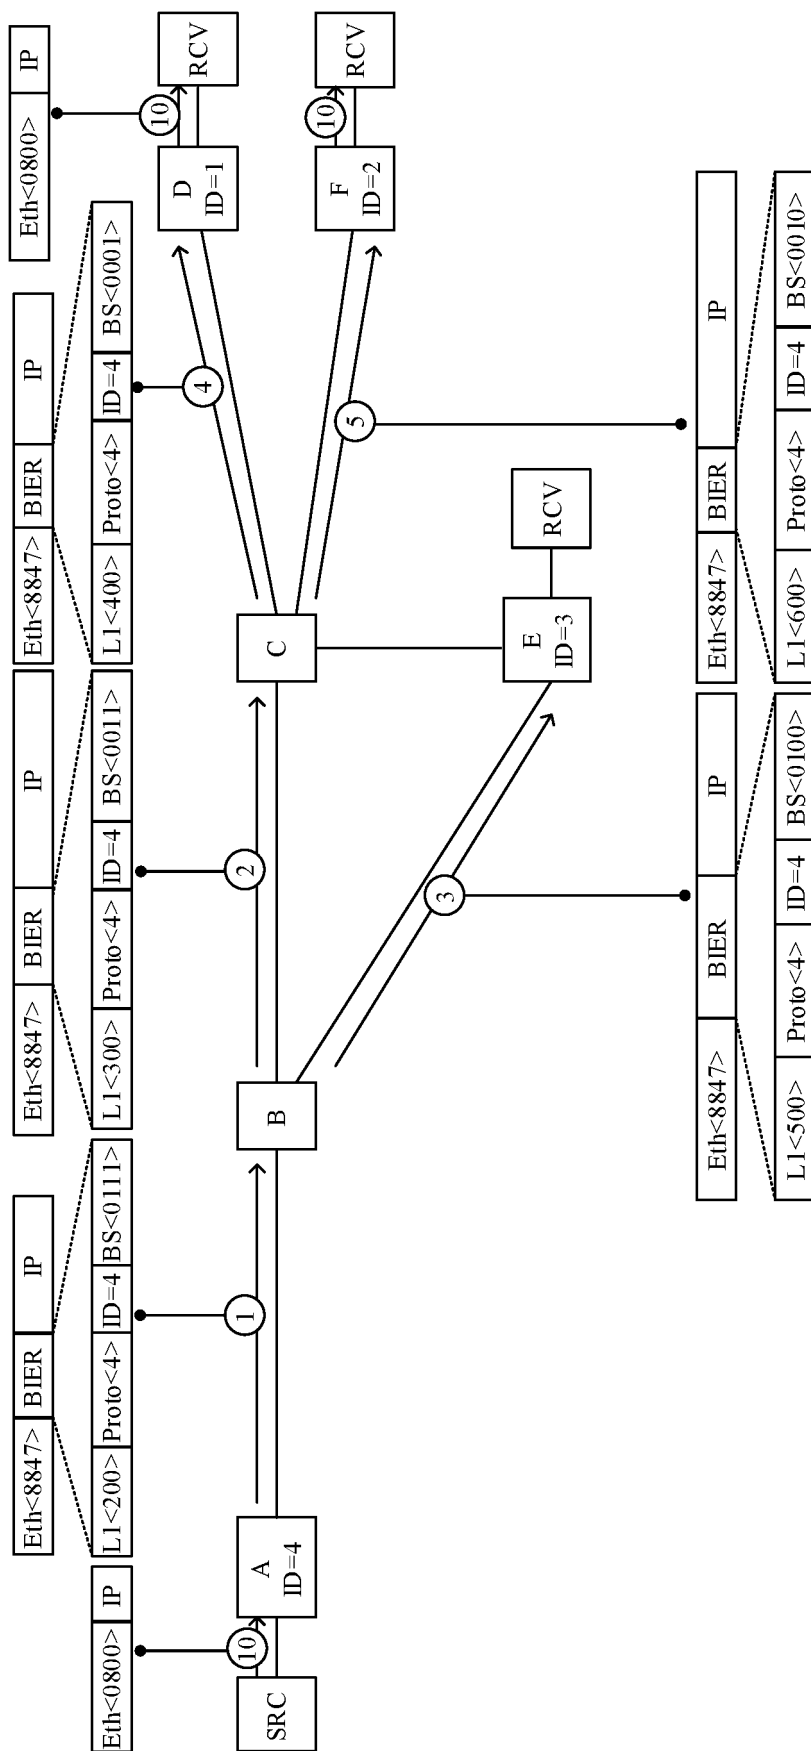 Eth<8847> BIER IP
L1<200> Proto<4> ID=4 BS<0111>
Eth<8847> BIER IP
L1<300> Proto<4> ID=4 BS<0011>
Eth<8847> BIER IP
L1<400> Proto<4> ID=4 BS<0001>
Eth<0800> IP
Eth<0800> IP
SRC
10
A
ID=4
1
B
2
C
4
D
ID=1
10
RCV
5
F
ID=2
10
RCV
3
E
ID=3
RCV
Eth<8847> BIER IP
L1<500> Proto<4> ID=4 BS<0100>
Eth<8847> BIER IP
L1<600> Proto<4> ID=4 BS<0010>